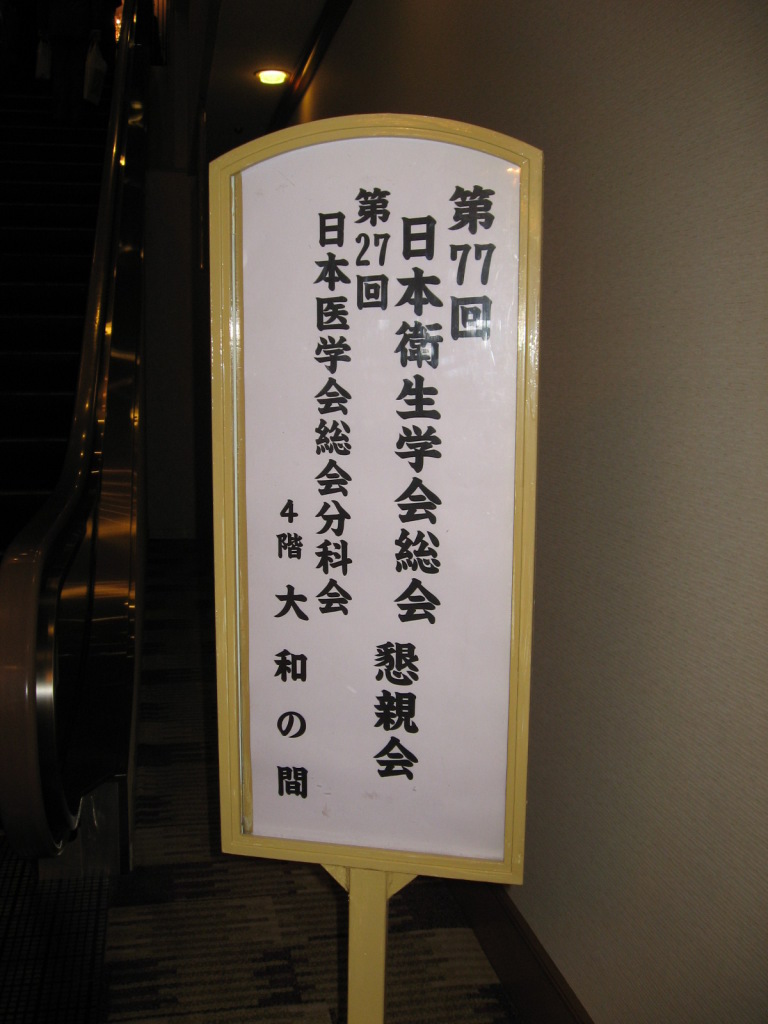 第77回
日本衛生学会総会
第27回
日本医学会総会分科会
懇親会
4階 大和の間